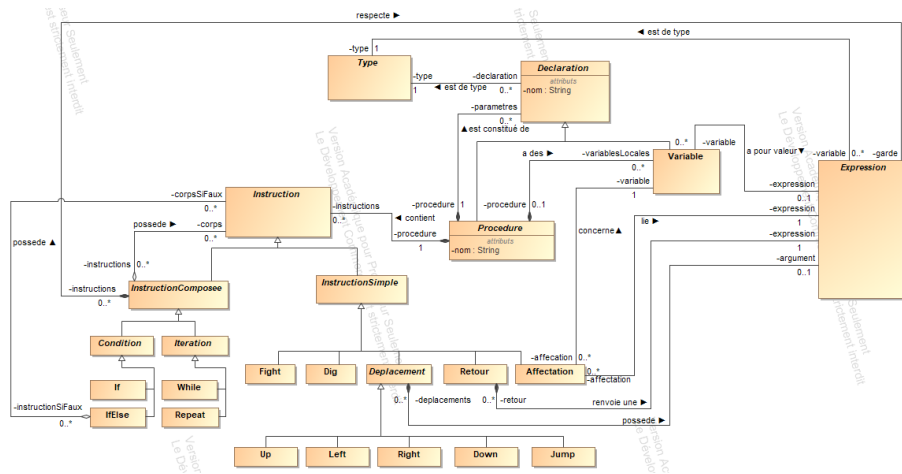 respecte ►
◄ est de type
-type 1
Type
-type
1
◄ est de type
-declaration
0..*
Declaration
attributs
-nom : String
-parametres
0..*
▲est constitué de
0..*
-variable
a pour valeur▼
-variable 0..*
-garde
1
Expression
Variable
a des ►
-variablesLocales
0..*
-variable
1
-corpsSiFaux
0..*
Instruction
-instructions
0..*
◄ contient
-procedure
1
-procedure
1
-procedure
0..1
Procedure
attributs
-nom : String
concerne▲
lie ►
-expression
0..1
-expression
1
-expression
1
-argument
0..1
possede ▲
possede ►
-corps
0..*
-instructions
0..*
-instructions
0..*
InstructionComposee
InstructionSimple
Condition
Iteration
If
While
IfElse
Repeat
-instructionSiFaux
0..*
Fight
Dig
Deplacement
Retour
Affectation
-affecation
0..*
0..*
-affectation
0..*
-deplacements
0..*
-retour
renvoie une ►
possede ►
Up
Left
Right
Down
Jump